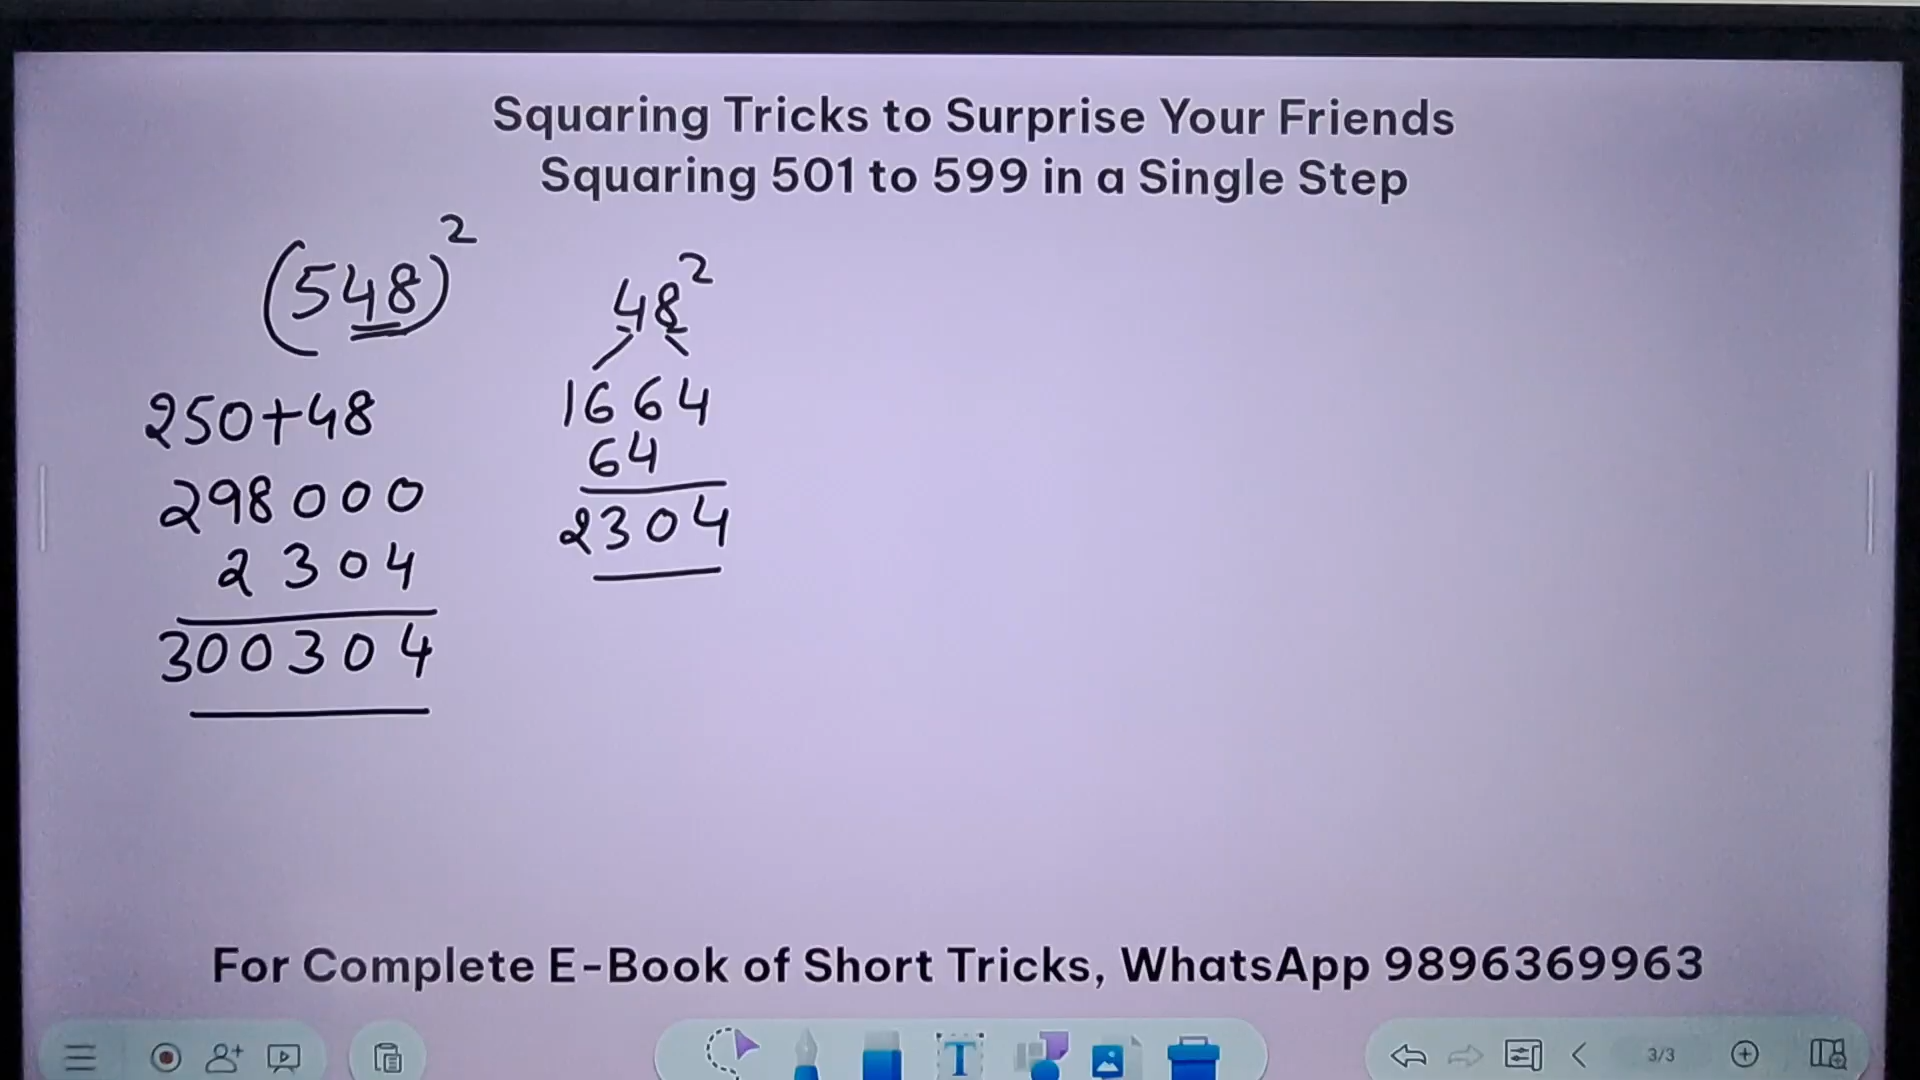 Squaring Tricks to Surprise Your Friends
Squaring 501 to 599 in a Single Step
(548)²
250+48
298000
2304
300304
48²
1664
64
2304
For Complete E-Book of Short Tricks, WhatsApp 9896369963
T
3/3